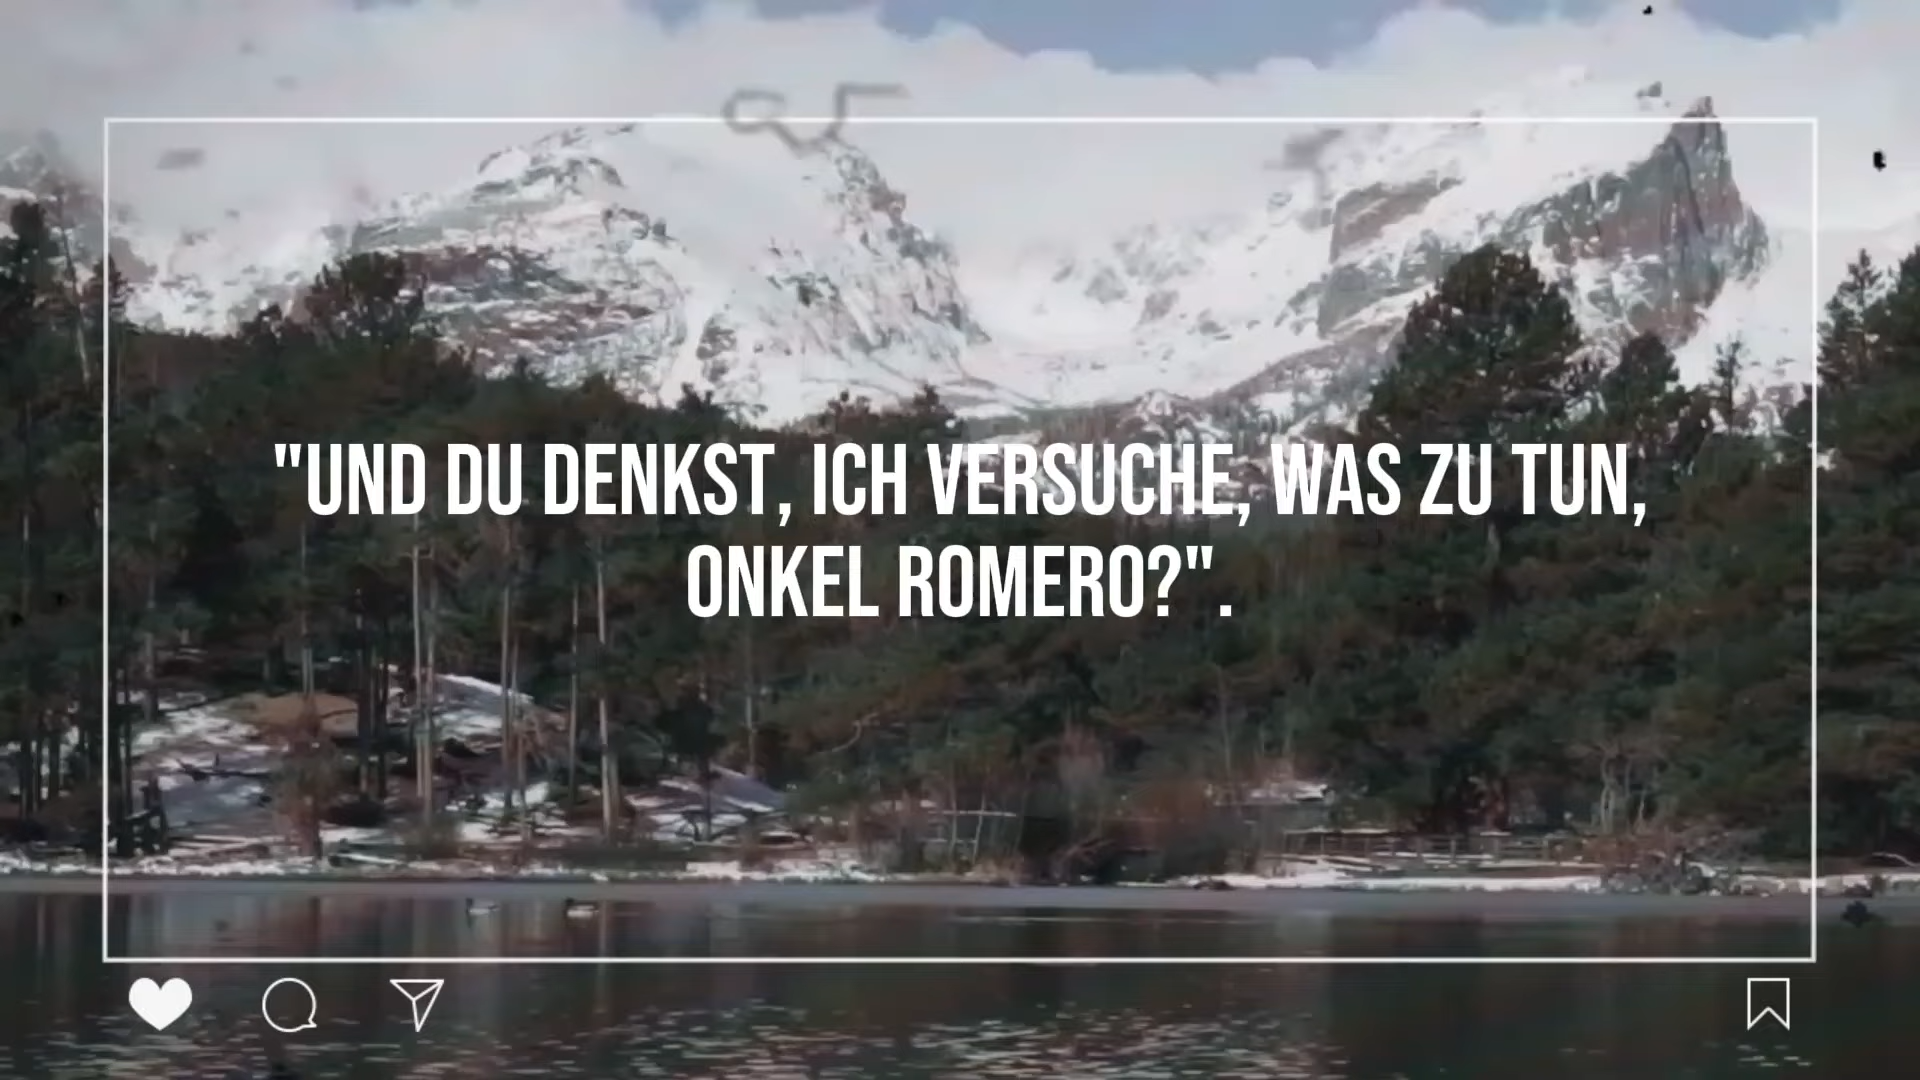 "UND DU DENKST, ICH VERSUCHE, WAS ZU TUN,
ONKEL ROMERO?" .